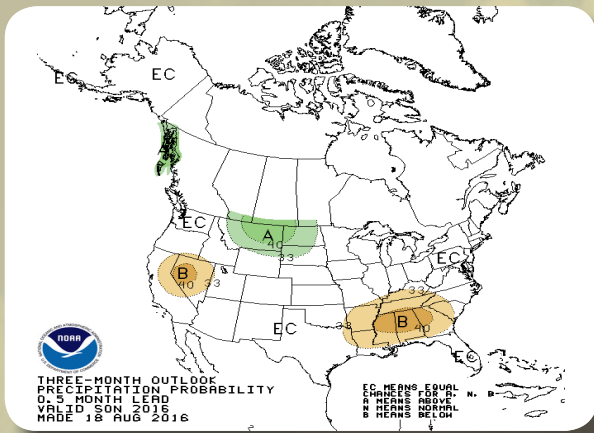 EC
EC
EC
A
40
33
B
40
33
EC
33
EC
33
B
40
NOAA
THREE-MONTH OUTLOOK
PRECIPITATION PROBABILITY
0.5 MONTH LEAD
VALID SON 2016
MADE 18 AUG 2016
EC MEANS EQUAL
CHANCES FOR A, N, B
A MEANS ABOVE
N MEANS NORMAL
B MEANS BELOW